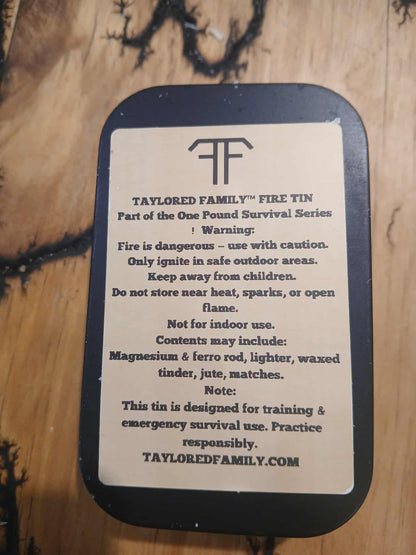 TAYLORED FAMILY™ FIRE TIN
Part of the One Pound Survival Series
! Warning:
Fire is dangerous – use with caution.
Only ignite in safe outdoor areas.
Keep away from children.
Do not store near heat, sparks, or open
flame.
Not for indoor use.
Contents may include:
Magnesium & ferro rod, lighter, waxed
tinder, jute, matches.
Note:
This tin is designed for training &
emergency survival use. Practice
responsibly.
TAYLOREDFAMILY.COM